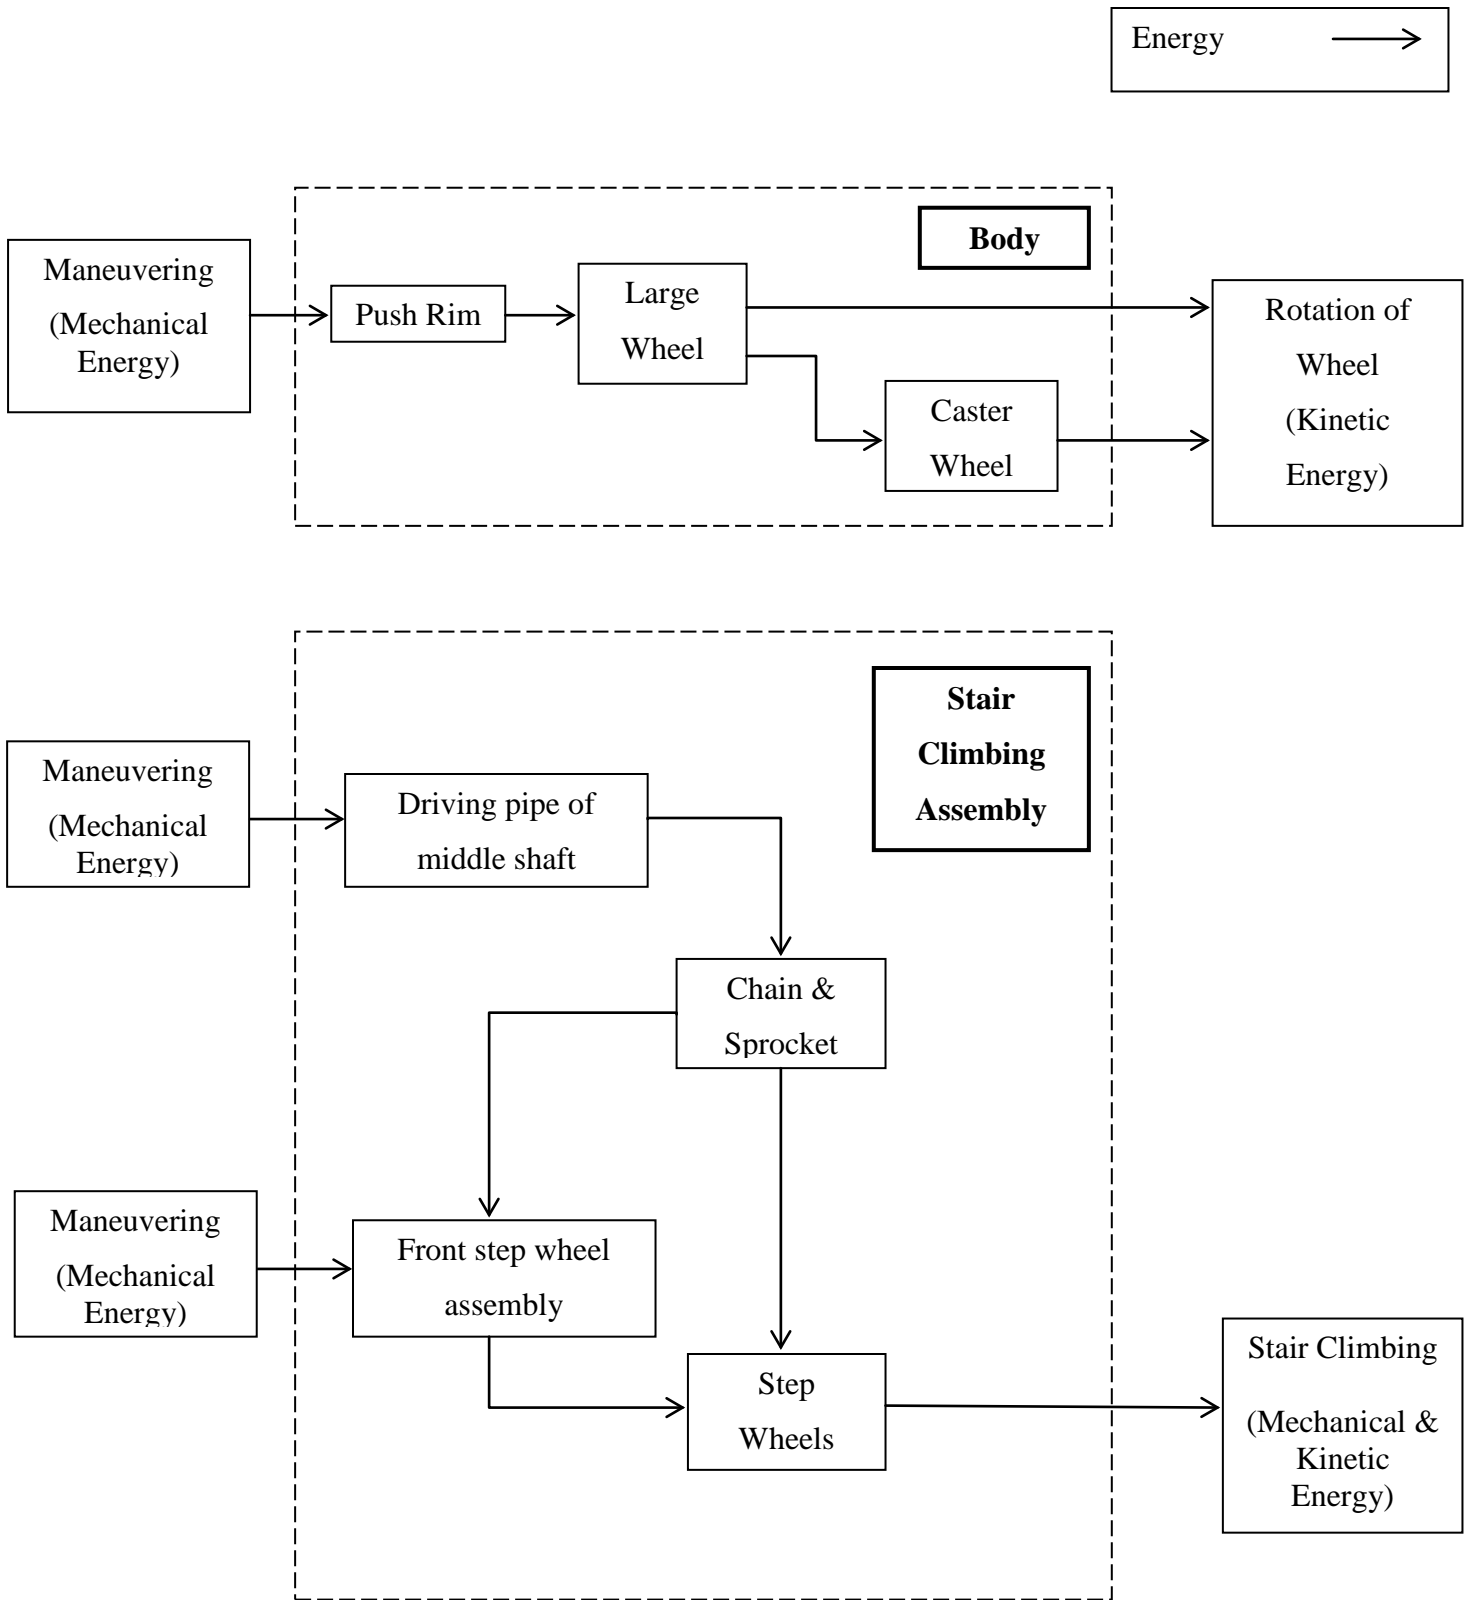 Energy
Body
Maneuvering
(Mechanical
Energy)
Push Rim
Large
Wheel
Caster
Wheel
Rotation of
Wheel
(Kinetic
Energy)
Stair
Climbing
Assembly
Maneuvering
(Mechanical
Energy)
Driving pipe of
middle shaft
Chain &
Sprocket
Maneuvering
(Mechanical
Energy)
Front step wheel
assembly
Step
Wheels
Stair Climbing
(Mechanical &
Kinetic
Energy)